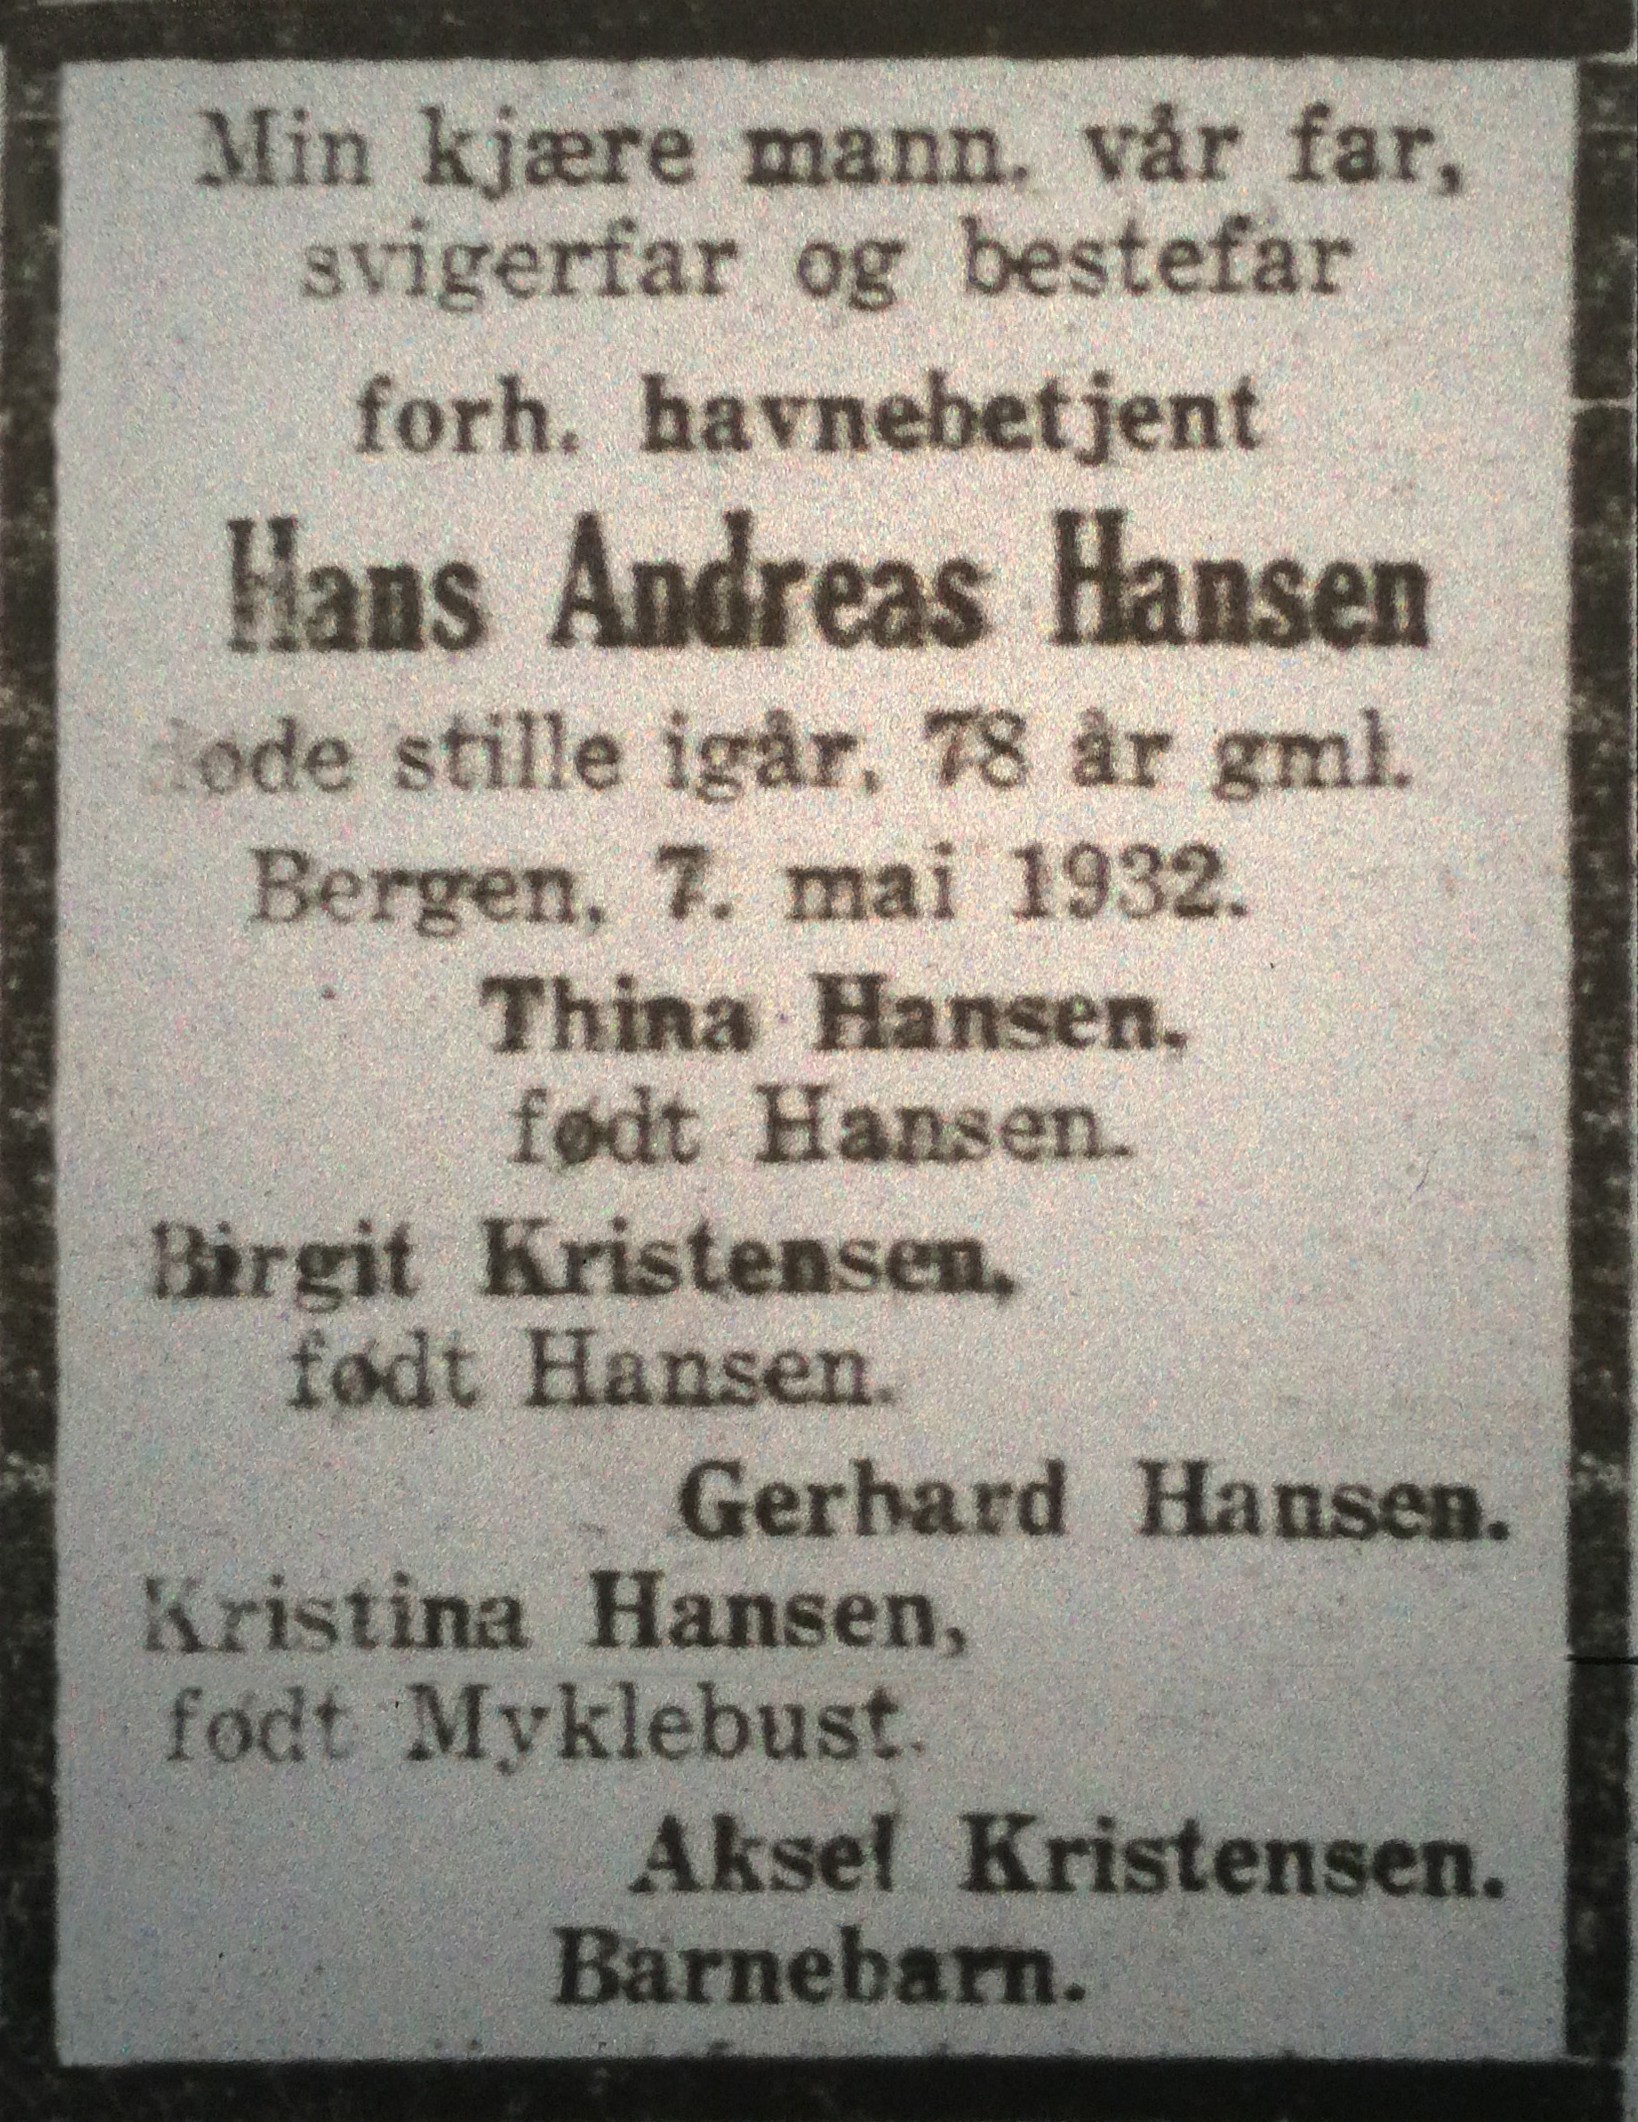 Min kjære mann, vår far,
svigerfar og bestefar
forh. havnebetjent
Hans Andreas Hansen
døde stille igår, 78 år gml.
Bergen, 7. mai 1932.
Thina Hansen,
født Hansen.
Birgit Kristensen,
født Hansen.
Gerhard Hansen.
Kristina Hansen,
født Myklebust.
Aksel Kristensen.
Barnebarn.